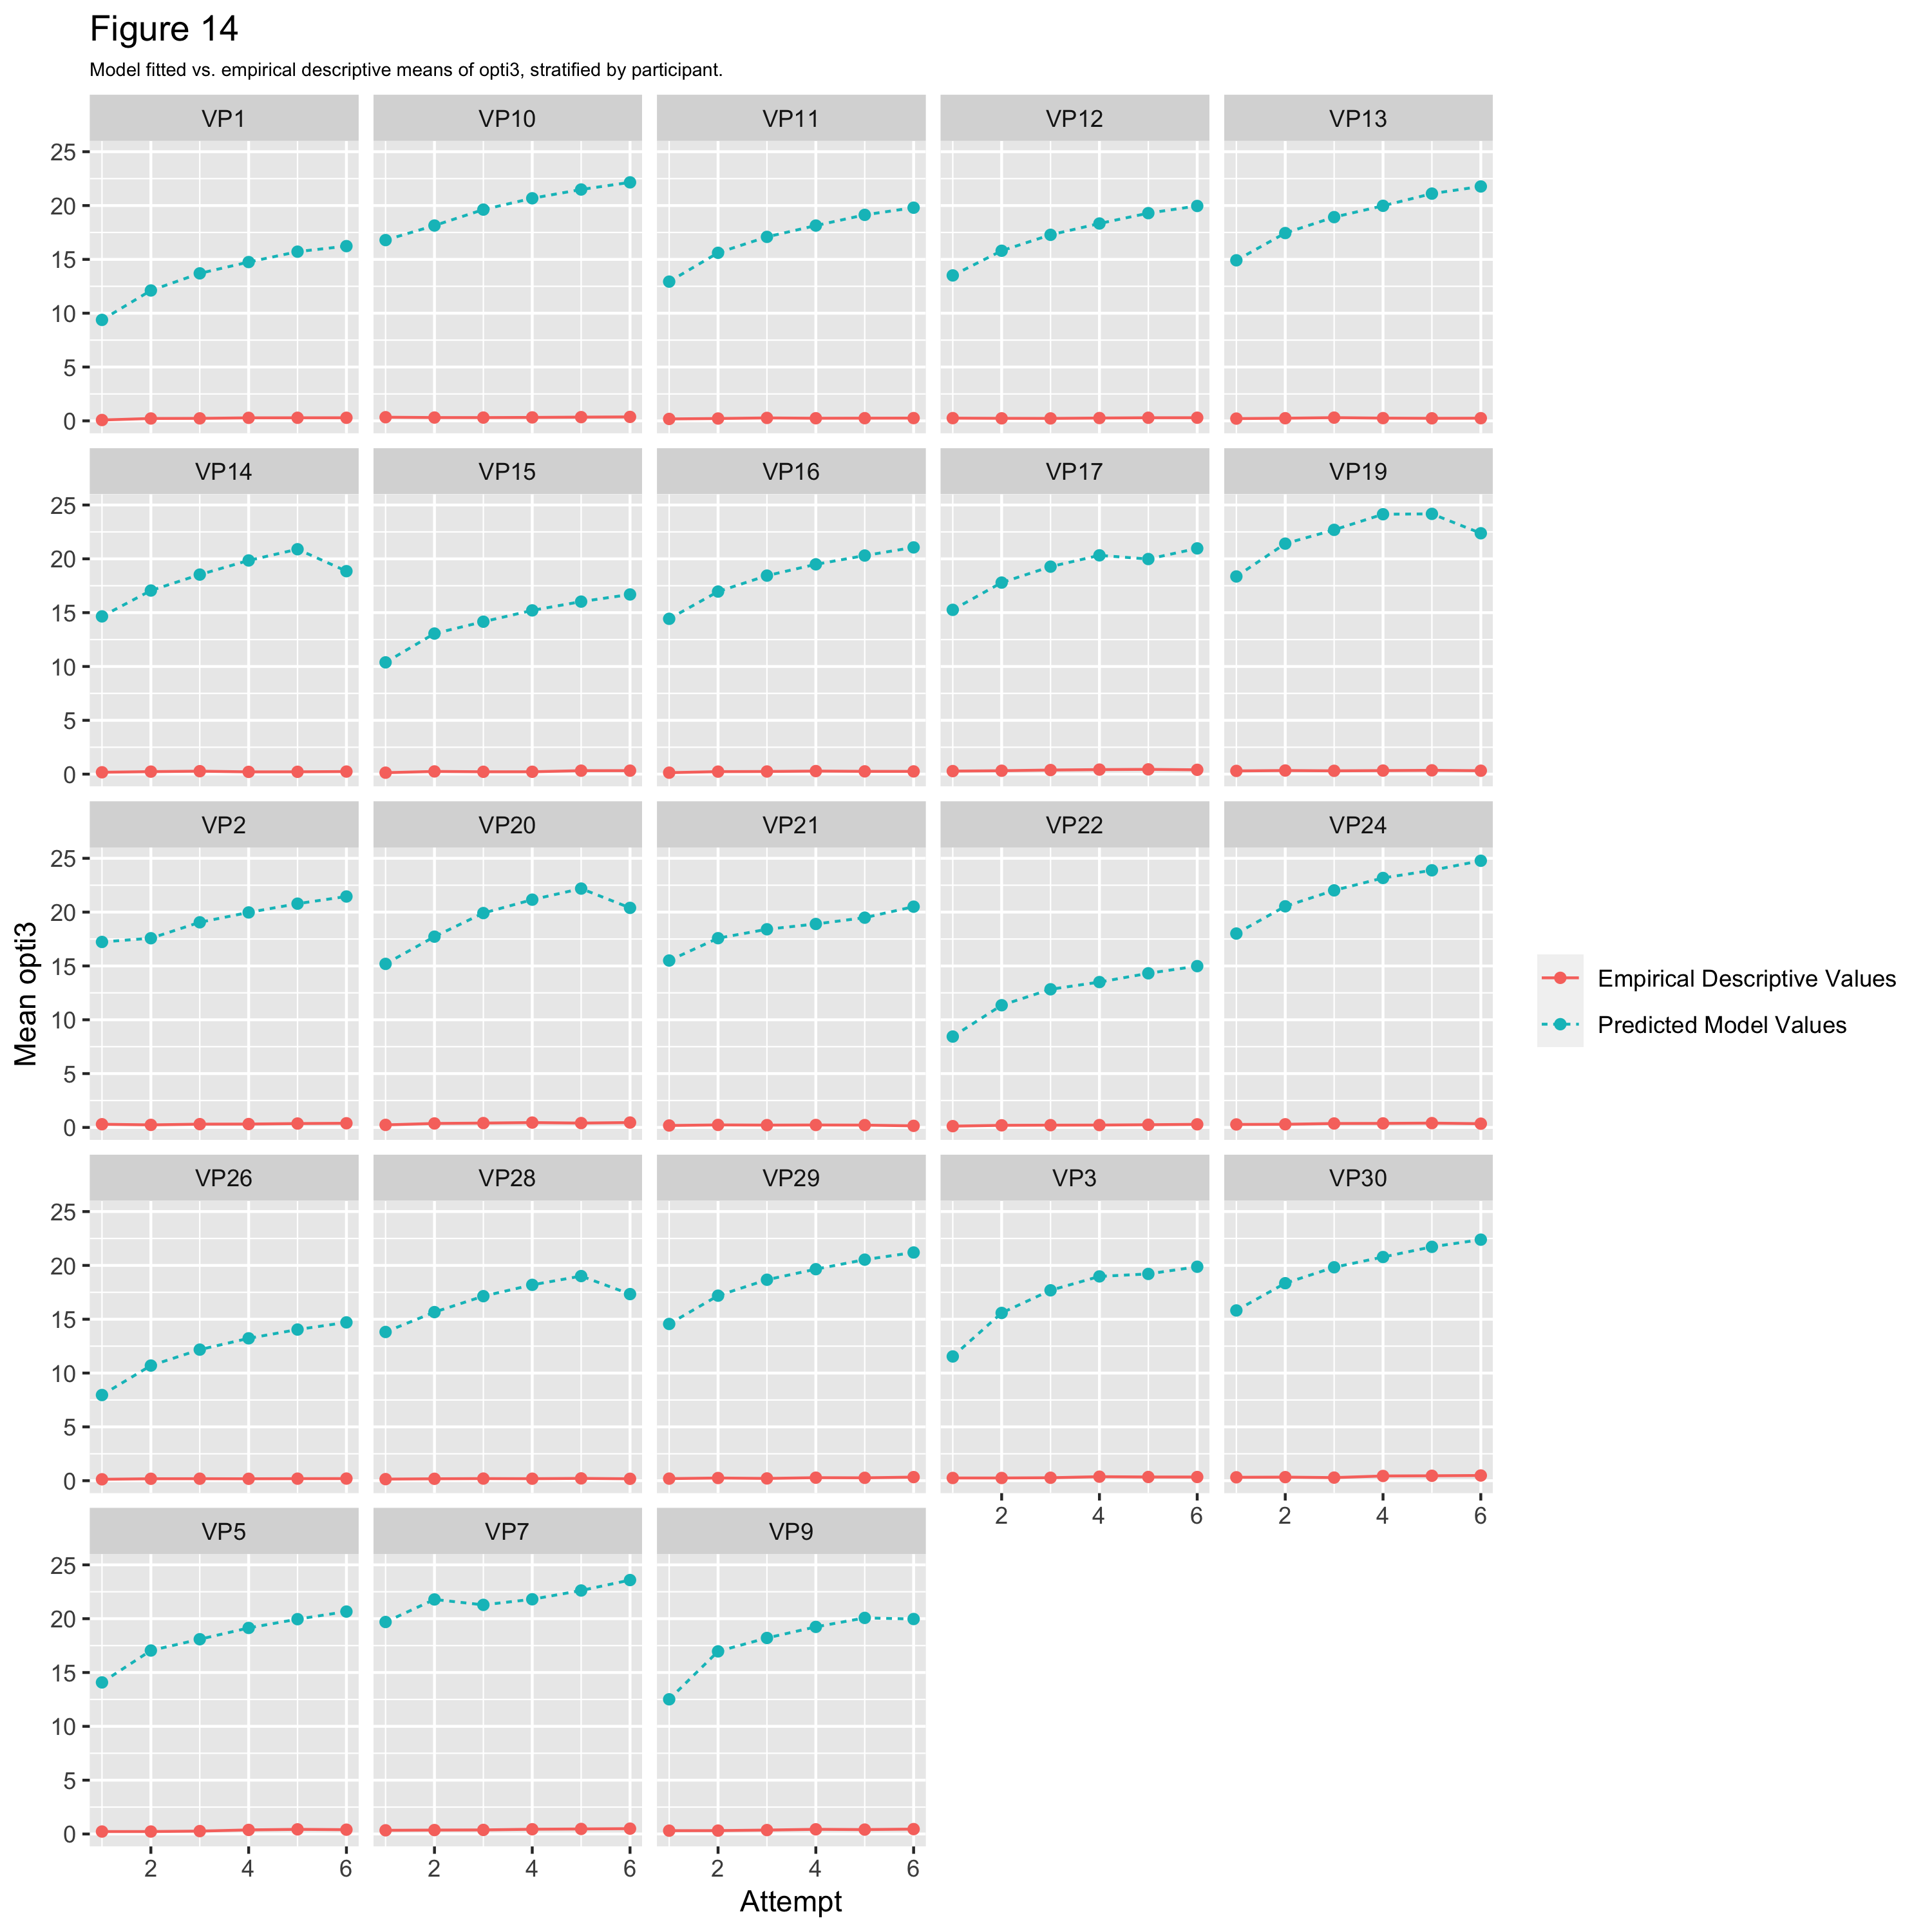 Figure 14
Model fitted vs. empirical descriptive means of opti3, stratified by participant.
VP1 VP10 VP11 VP12 VP13
25
20
15
10
5
0
VP14 VP15 VP16 VP17 VP19
25
20
15
10
5
0
VP2 VP20 VP21 VP22 VP24
25
20
15
10
5
0
Mean opti3
Empirical Descriptive Values
Predicted Model Values
VP26 VP28 VP29 VP3 VP30
25
20
15
10
5
0
2 4 6 2 4 6
VP5 VP7 VP9
25
20
15
10
5
0
2 4 6 2 4 6 2 4 6
Attempt